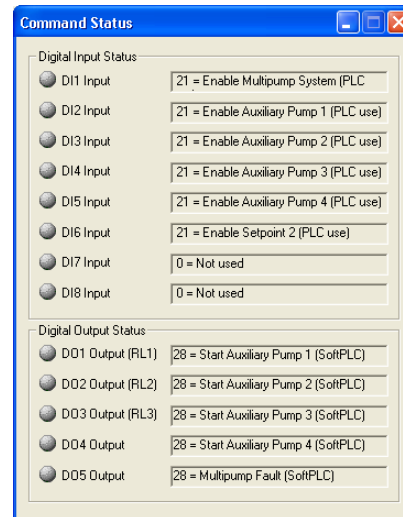 Command Status
Digital Input Status
DI1 Input 21 = Enable Multipump System (PLC
DI2 Input 21 = Enable Auxiliary Pump 1 (PLC use)
DI3 Input 21 = Enable Auxiliary Pump 2 (PLC use)
DI4 Input 21 = Enable Auxiliary Pump 3 (PLC use)
DI5 Input 21 = Enable Auxiliary Pump 4 (PLC use)
DI6 Input 21 = Enable Setpoint 2 (PLC use)
DI7 Input 0 = Not used
DI8 Input 0 = Not used
Digital Output Status
DO1 Output (RL1) 28 = Start Auxiliary Pump 1 (SoftPLC)
DO2 Output (RL2) 28 = Start Auxiliary Pump 2 (SoftPLC)
DO3 Output (RL3) 28 = Start Auxiliary Pump 3 (SoftPLC)
DO4 Output 28 = Start Auxiliary Pump 4 (SoftPLC)
DO5 Output 28 = Multipump Fault (SoftPLC)